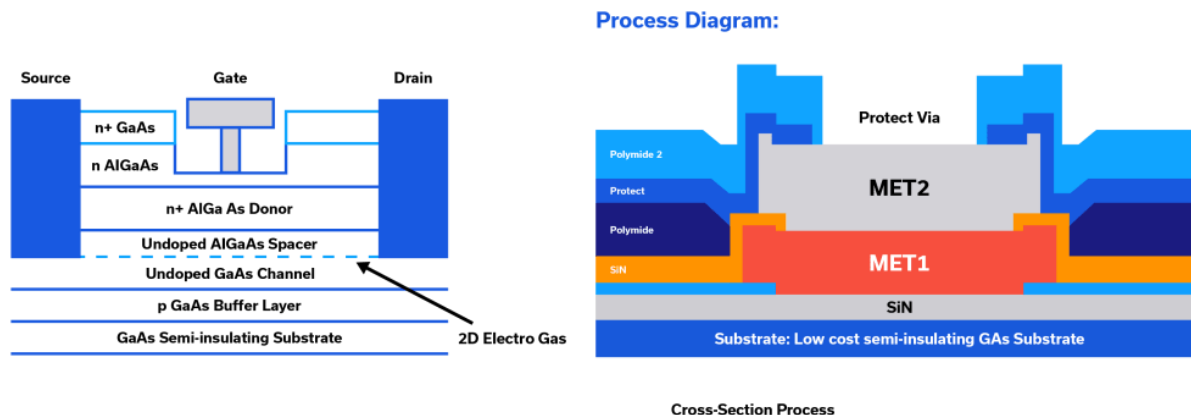 Process Diagram:
Source
Gate
Drain
n+ GaAs
n AlGaAs
n+ AlGa As Donor
Undoped AlGaAs Spacer
Undoped GaAs Channel
p GaAs Buffer Layer
GaAs Semi-insulating Substrate
2D Electro Gas
Protect Via
Polymide 2
Protect
Polymide
SiN
MET2
MET1
SiN
Substrate: Low cost semi-insulating GAs Substrate
Cross-Section Process